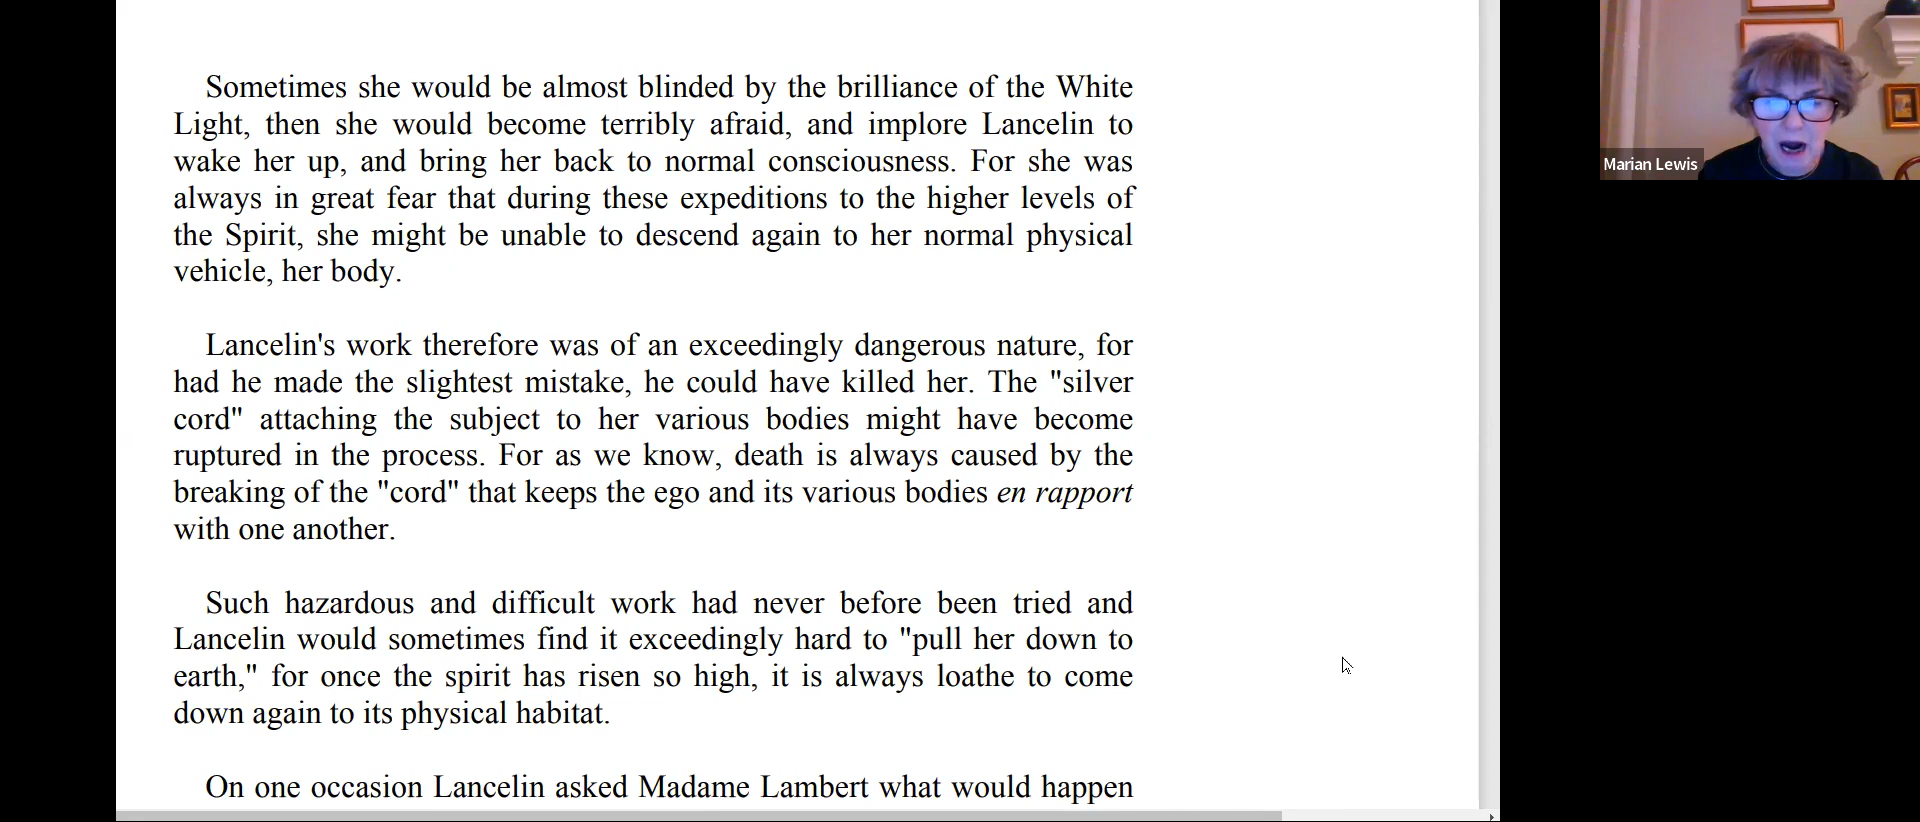 Sometimes she would be almost blinded by the brilliance of the White
Light, then she would become terribly afraid, and implore Lancelin to
wake her up, and bring her back to normal consciousness. For she was
always in great fear that during these expeditions to the higher levels of
the Spirit, she might be unable to descend again to her normal physical
vehicle, her body.
Lancelin's work therefore was of an exceedingly dangerous nature, for
had he made the slightest mistake, he could have killed her. The "silver
cord" attaching the subject to her various bodies might have become
ruptured in the process. For as we know, death is always caused by the
breaking of the "cord" that keeps the ego and its various bodies en rapport
with one another.
Such hazardous and difficult work had never before been tried and
Lancelin would sometimes find it exceedingly hard to "pull her down to
earth," for once the spirit has risen so high, it is always loathe to come
down again to its physical habitat.
On one occasion Lancelin asked Madame Lambert what would happen
Marian Lewis